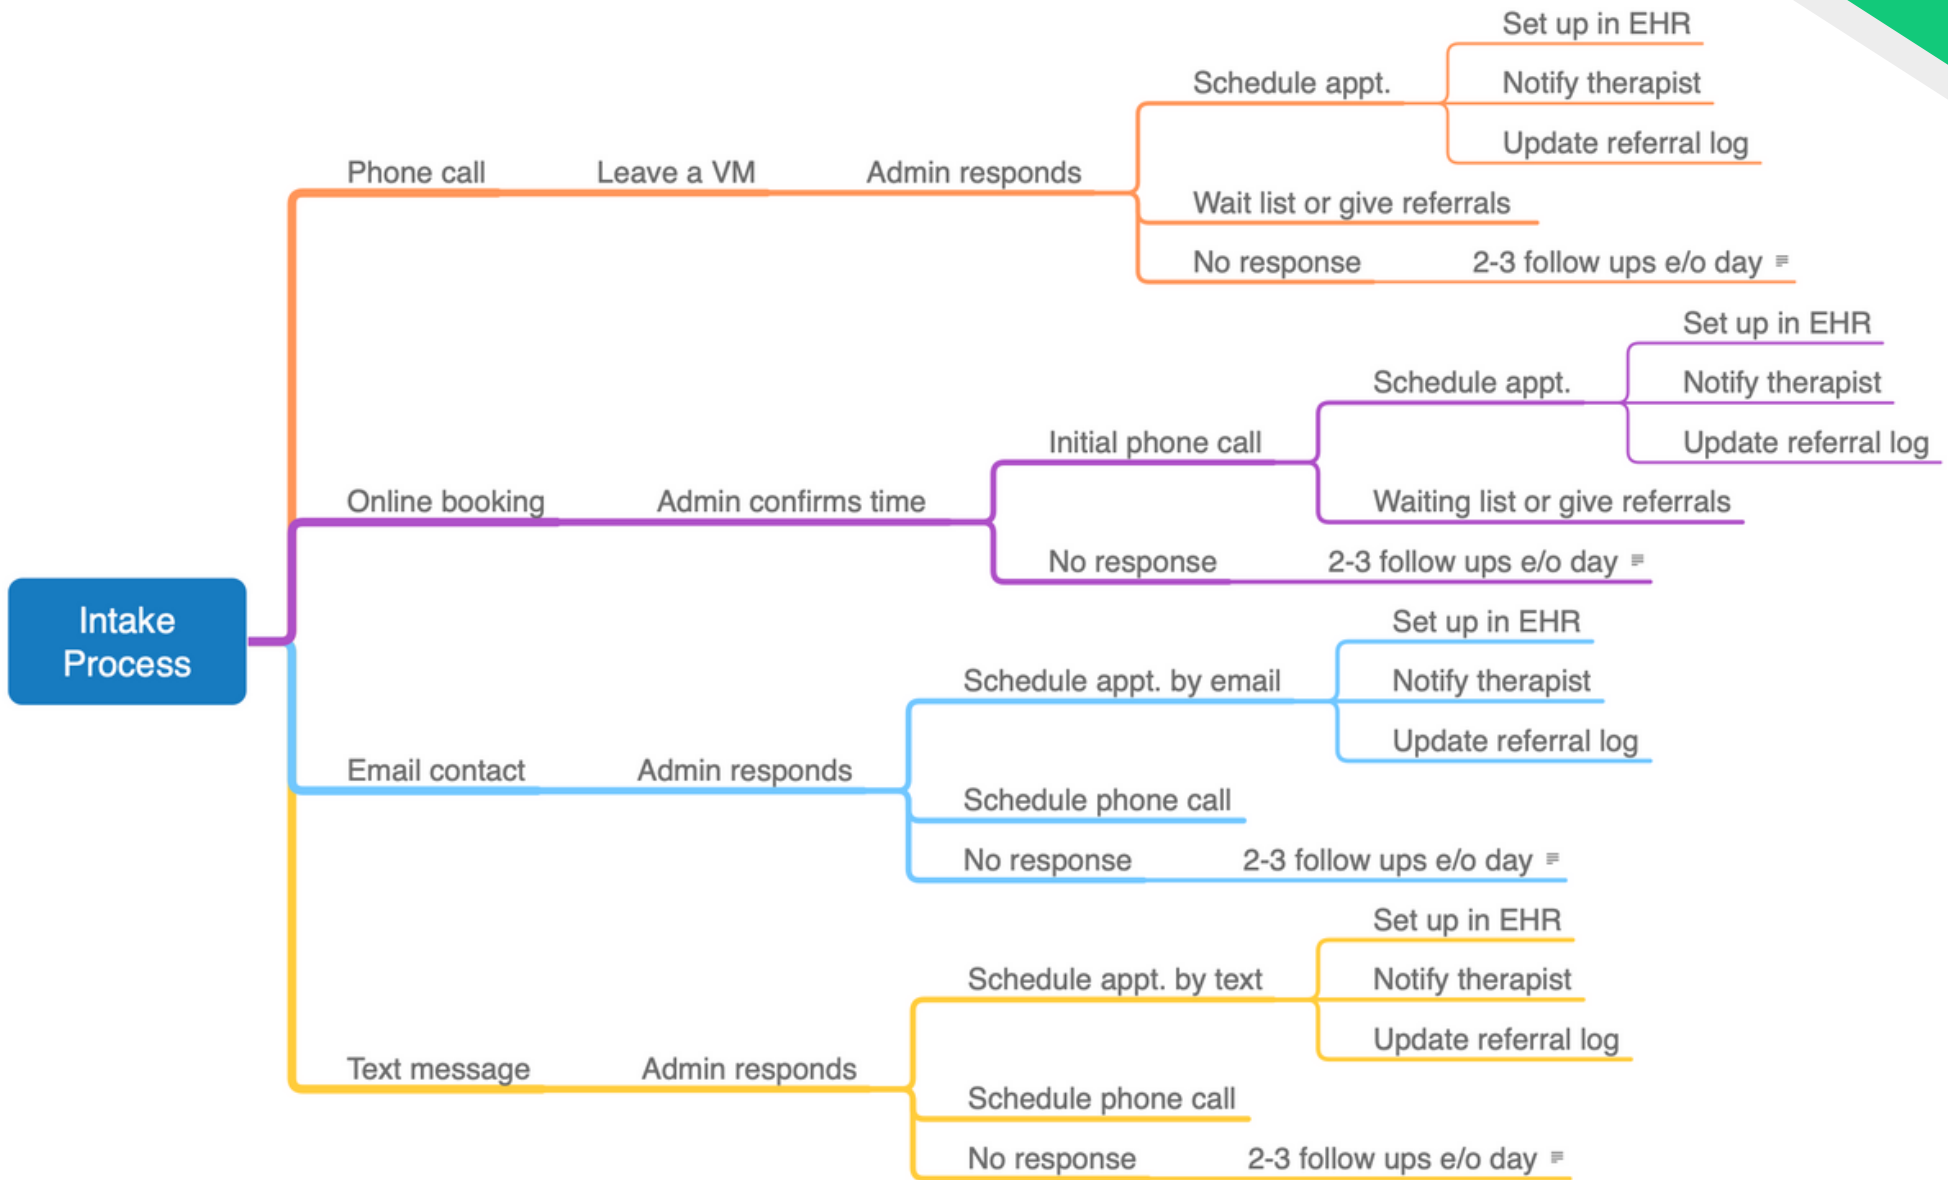 Set up in EHR
Schedule appt.
Notify therapist
Update referral log
Phone call
Leave a VM
Admin responds
Wait list or give referrals
No response
2-3 follow ups e/o day
Set up in EHR
Schedule appt.
Notify therapist
Update referral log
Initial phone call
Online booking
Admin confirms time
Waiting list or give referrals
No response
2-3 follow ups e/o day
Intake
Process
Set up in EHR
Schedule appt. by email
Notify therapist
Update referral log
Email contact
Admin responds
Schedule phone call
No response
2-3 follow ups e/o day
Set up in EHR
Schedule appt. by text
Notify therapist
Update referral log
Text message
Admin responds
Schedule phone call
No response
2-3 follow ups e/o day